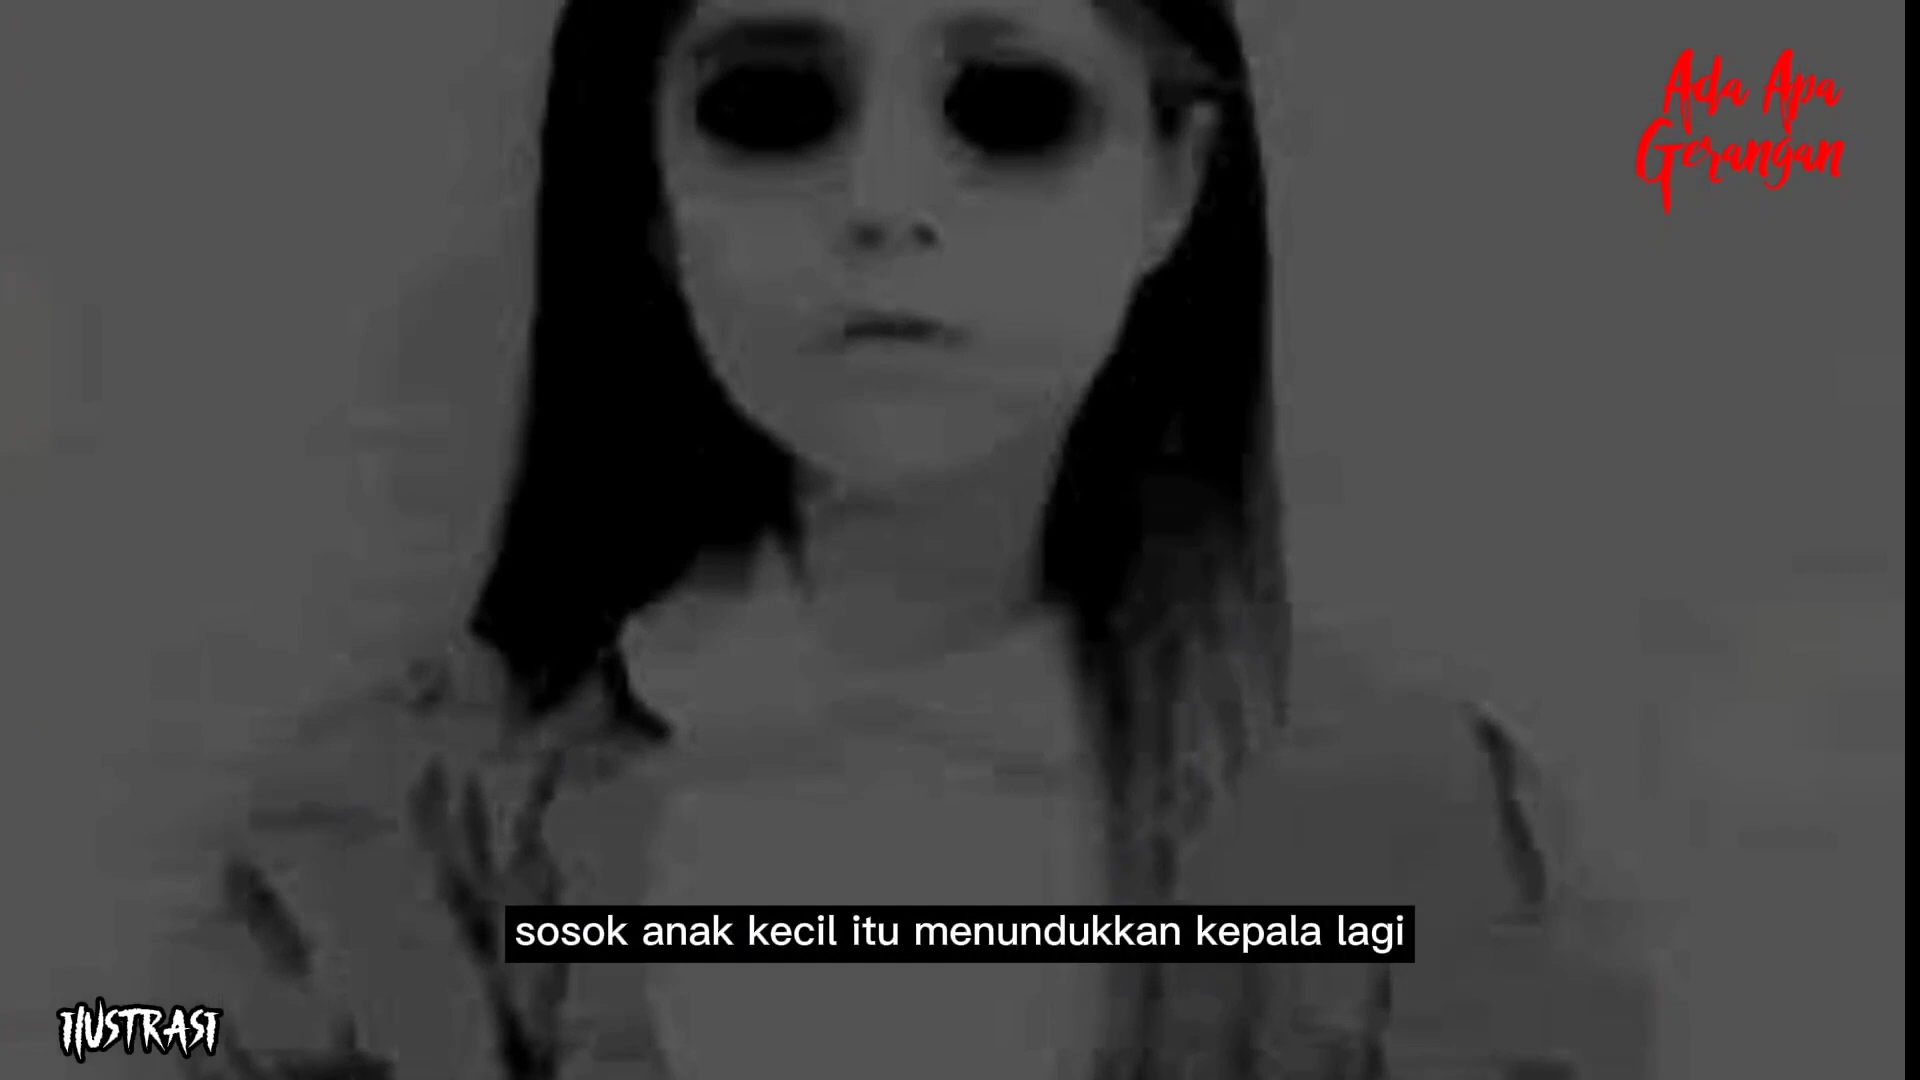 Ada Apa
Gerangan
sosok anak kecil itu menundukkan kepala lagi
ILUSTRASI